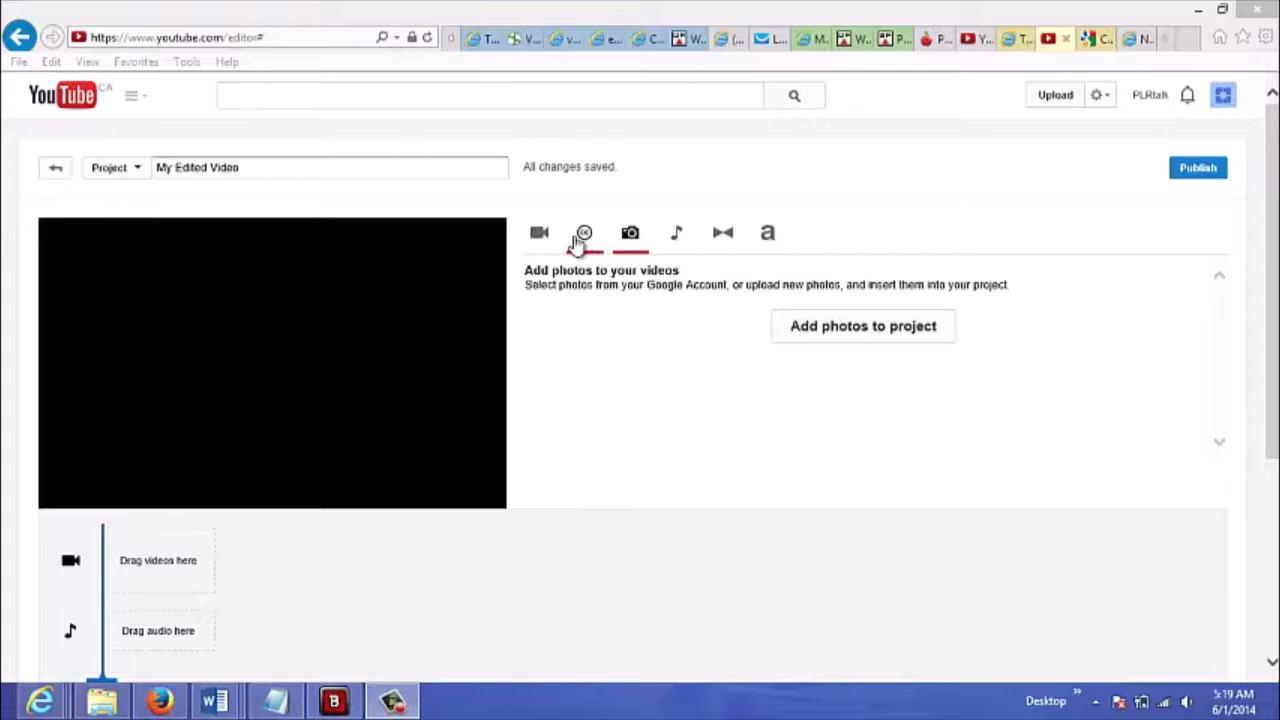 https://www.youtube.com/editor#
T...
V...
v...
e...
C...
W...
(...
L...
M...
W...
P...
P...
Y...
T...
C...
N...
File Edit View Favorites Tools Help
YouTube CA
Upload
PLRtalk
Project
My Edited Video
All changes saved.
Publish
cc
a
Add photos to your videos
Select photos from your Google Account, or upload new photos, and insert them into your project.
Add photos to project
Drag videos here
Drag audio here
B
Desktop
5:19 AM
6/1/2014